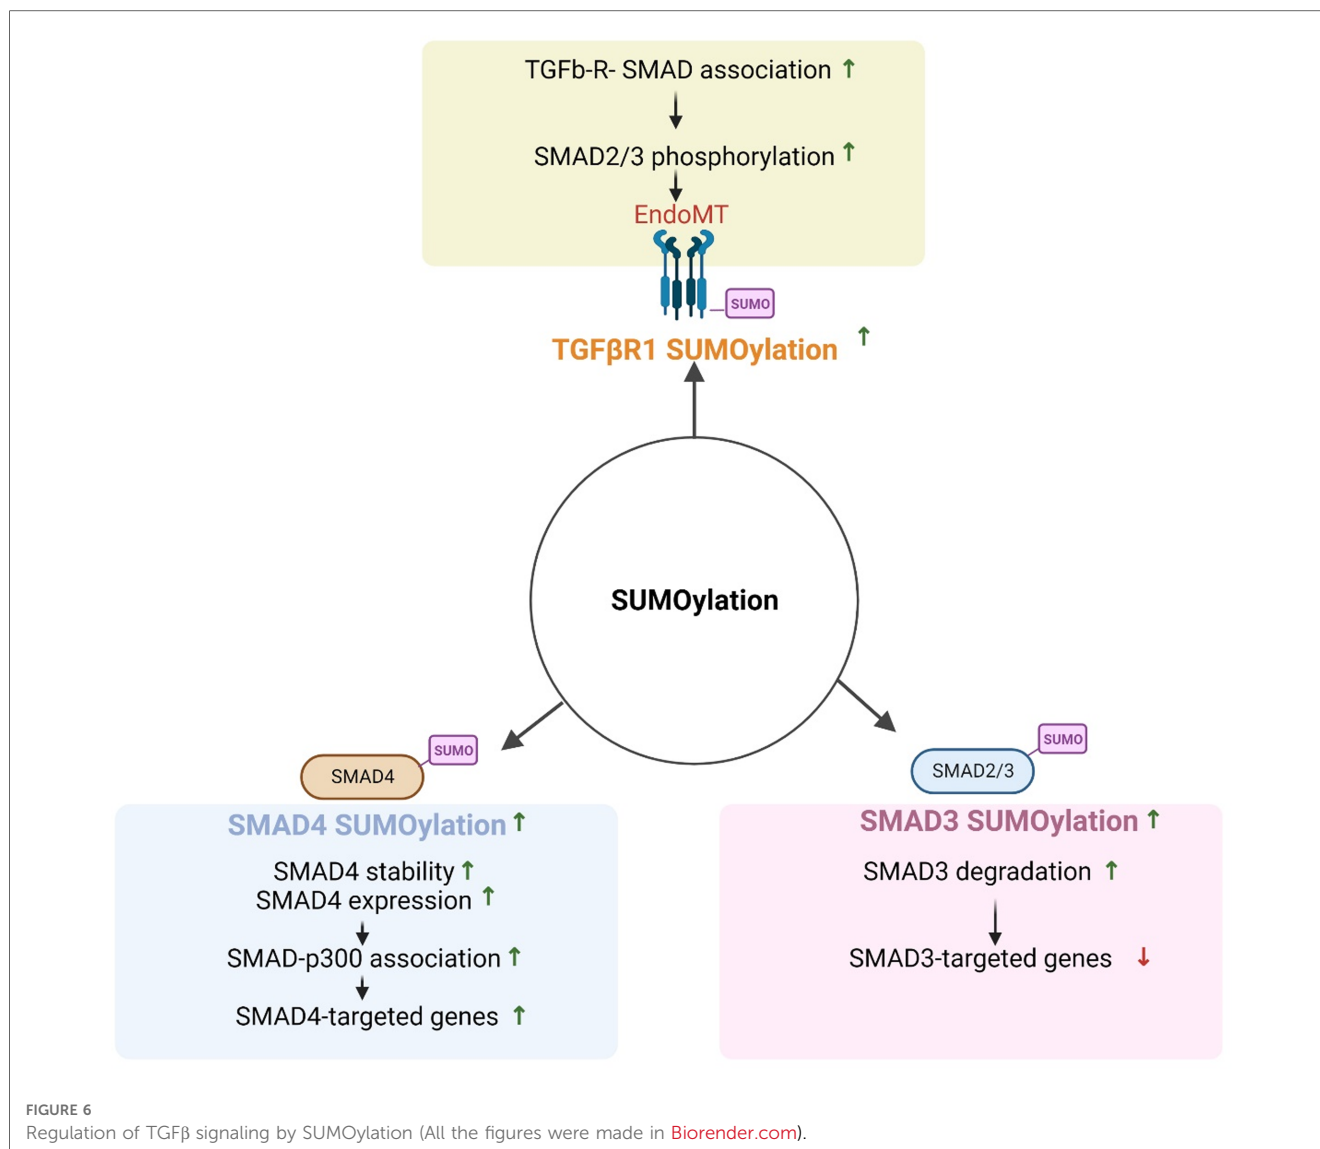 TGFb-R- SMAD association ↑
SMAD2/3 phosphorylation ↑
EndoMT
SUMO
TGFβR1 SUMOylation ↑
SUMOylation
SUMO
SMAD4
SMAD4 SUMOylation ↑
SMAD4 stability ↑
SMAD4 expression ↑
SMAD-p300 association ↑
SMAD4-targeted genes ↑
SUMO
SMAD2/3
SMAD3 SUMOylation ↑
SMAD3 degradation ↑
SMAD3-targeted genes ↓
FIGURE 6
Regulation of TGFβ signaling by SUMOylation (All the figures were made in Biorender.com).